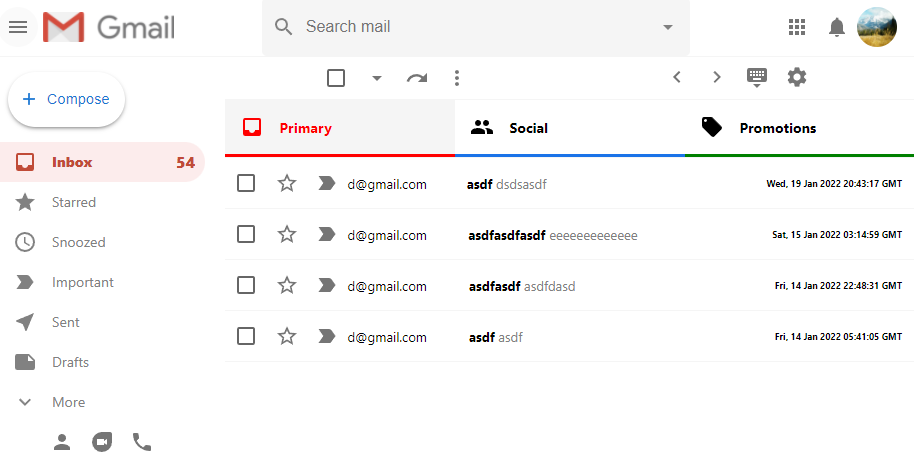 Gmail
Search mail
Compose
Primary
Social
Promotions
Inbox 54
Starred
Snoozed
Important
Sent
Drafts
More
d@gmail.com asdf dsdsasdf Wed, 19 Jan 2022 20:43:17 GMT
d@gmail.com asdfasdfasdf eeeeeeeeeeeee Sat, 15 Jan 2022 03:14:59 GMT
d@gmail.com asdfasdf asdfdasd Fri, 14 Jan 2022 22:48:31 GMT
d@gmail.com asdf asdf Fri, 14 Jan 2022 05:41:05 GMT